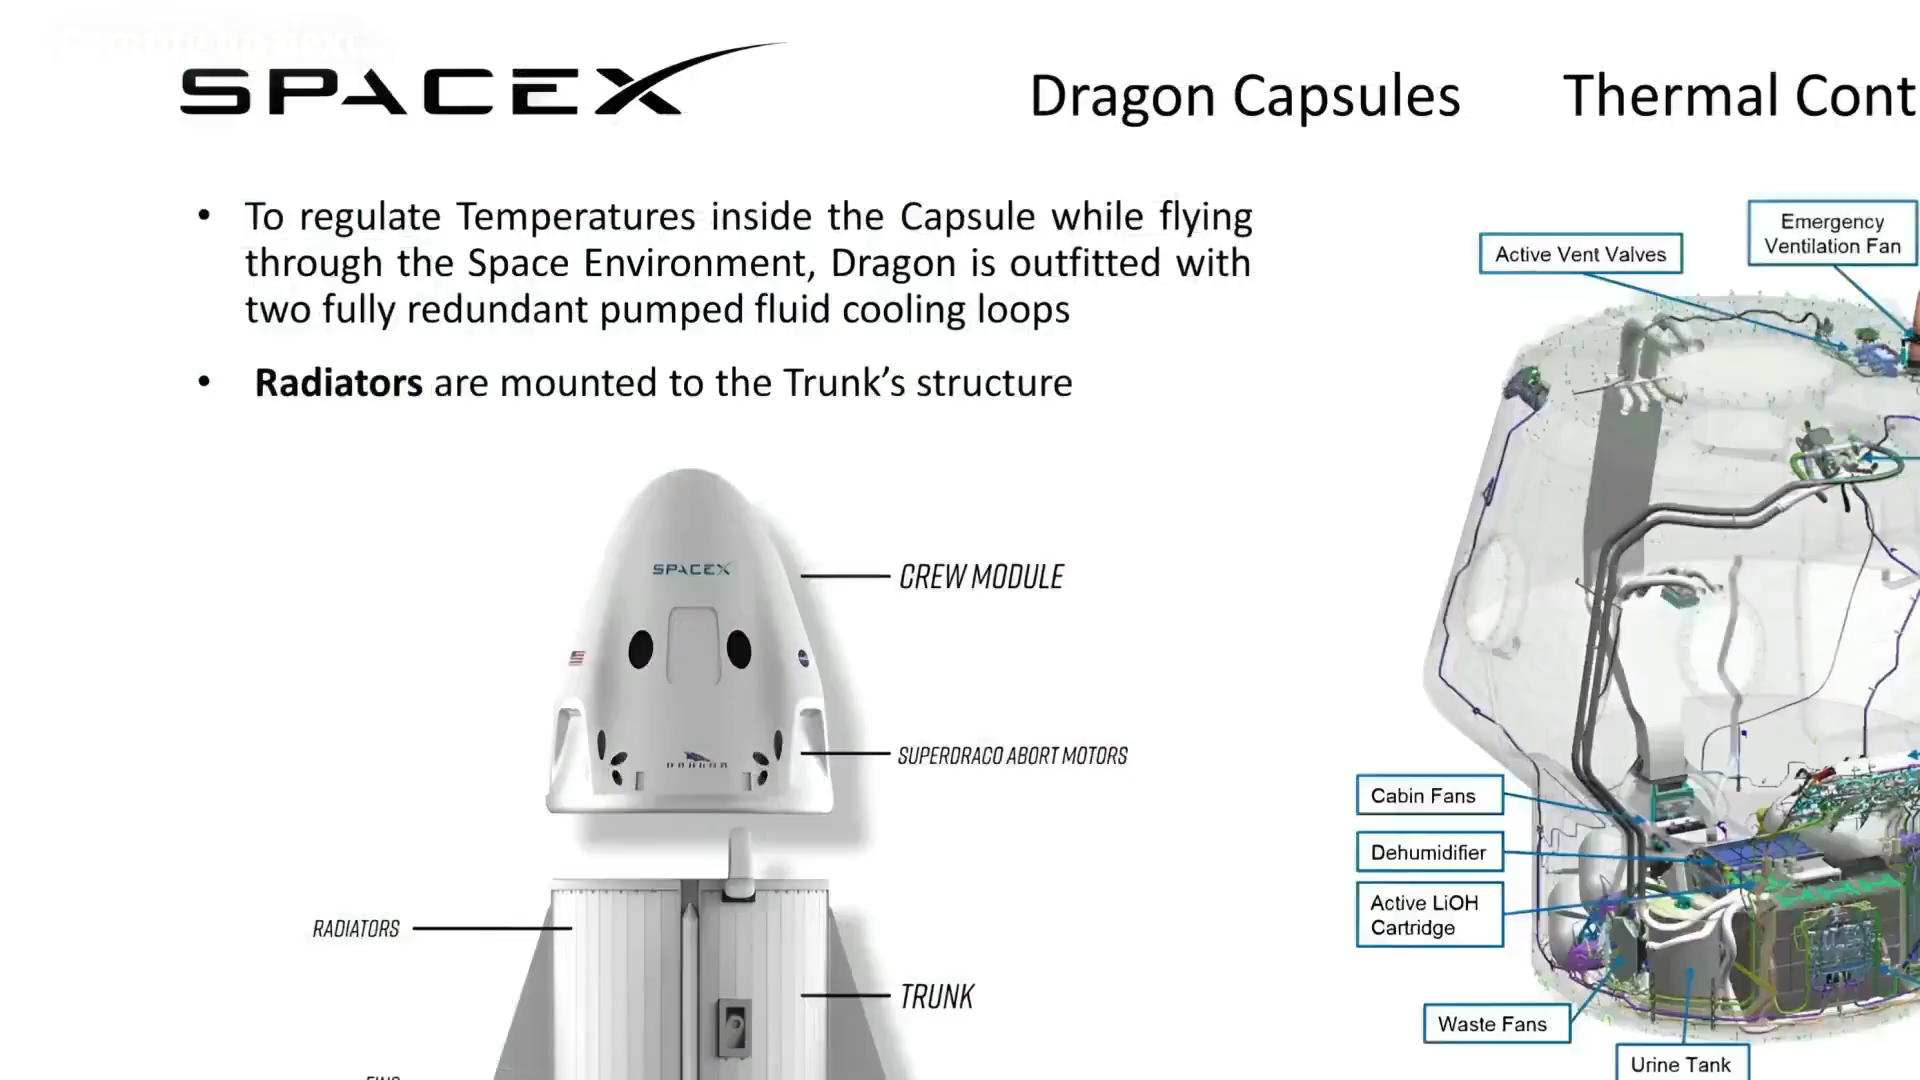 SPACEX
Dragon Capsules Thermal Cont
• To regulate Temperatures inside the Capsule while flying
through the Space Environment, Dragon is outfitted with
two fully redundant pumped fluid cooling loops
• Radiators are mounted to the Trunk’s structure
SPACEX
DRAGON
CREW MODULE
SUPERDRACO ABORT MOTORS
RADIATORS
TRUNK
Active Vent Valves
Emergency
Ventilation Fan
Cabin Fans
Dehumidifier
Active LiOH
Cartridge
Waste Fans
Urine Tank